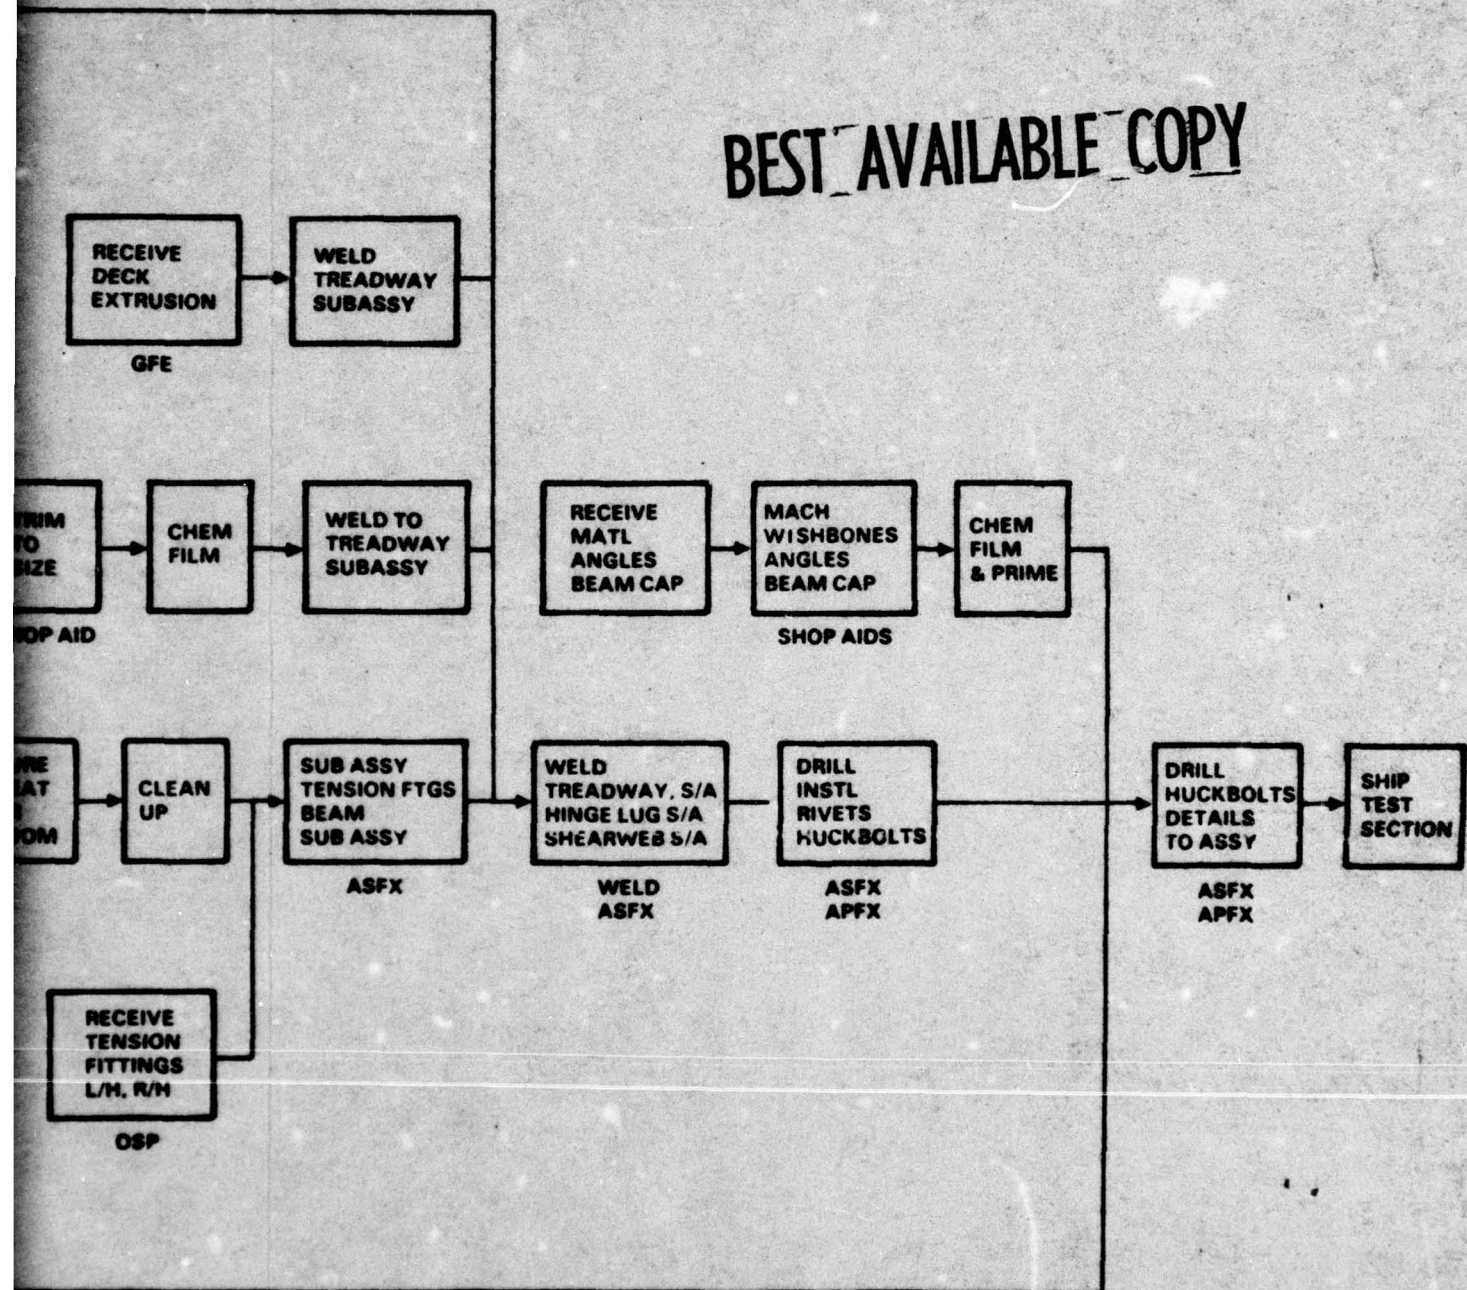 BEST AVAILABLE COPY
RECEIVE
DECK
EXTRUSION
GFE
WELD
TREADWAY
SUBASSY
TO
AID
CHEM
FILM
WELD TO
TREADWAY
SUBASSY
RECEIVE
MATL
ANGLES
BEAM CAP
MACH
WISHBONES
ANGLES
BEAM CAP
SHOP AIDS
CHEM
FILM
& PRIME
CLEAN
UP
SUB ASSY
TENSION FTGS
BEAM
SUB ASSY
ASFX
WELD
TREADWAY, S/A
HINGE LUG S/A
SHEARWEB S/A
WELD
ASFX
DRILL
INSTL
RIVETS
HUCKBOLTS
ASFX
APFX
DRILL
HUCKBOLTS
DETAILS
TO ASSY
ASFX
APFX
SHIP
TEST
SECTION
RECEIVE
TENSION
FITTINGS
L/H, R/H
OSP